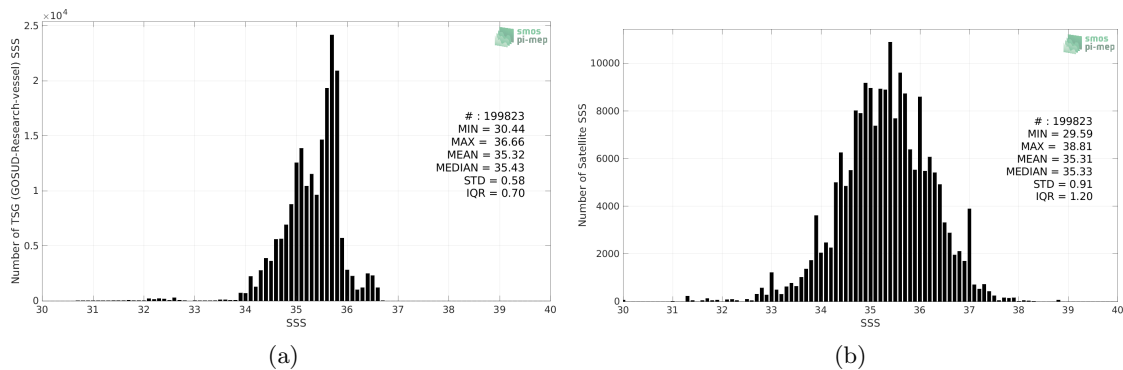 ×10⁴
2.5
2
1.5
1
0.5
0
Number of TSG (GOSUD-Research-vessel) SSS
30 31 32 33 34 35 36 37 38 39 40
SSS
smos
pi-mep
# : 199823
MIN = 30.44
MAX = 36.66
MEAN = 35.32
MEDIAN = 35.43
STD = 0.58
IQR = 0.70
(a)
10000
8000
6000
4000
2000
0
Number of Satellite SSS
30 31 32 33 34 35 36 37 38 39 40
SSS
smos
pi-mep
# : 199823
MIN = 29.59
MAX = 38.81
MEAN = 35.31
MEDIAN = 35.33
STD = 0.91
IQR = 1.20
(b)